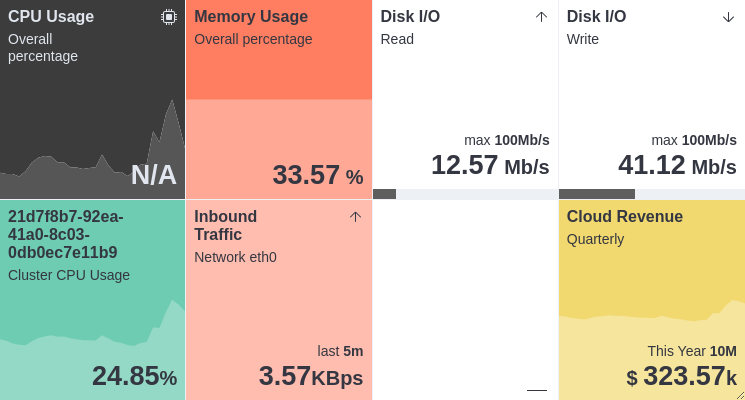 CPU Usage
Overall
percentage
N/A
Memory Usage
Overall percentage
33.57 %
Disk I/O
Read
max 100Mb/s
12.57 Mb/s
Disk I/O
Write
max 100Mb/s
41.12 Mb/s
21d7f8b7-92ea-
41a0-8c03-
0db0ec7e11b9
Cluster CPU Usage
24.85%
Inbound
Traffic
Network eth0
last 5m
3.57KBps
—
Cloud Revenue
Quarterly
This Year 10M
$ 323.57k